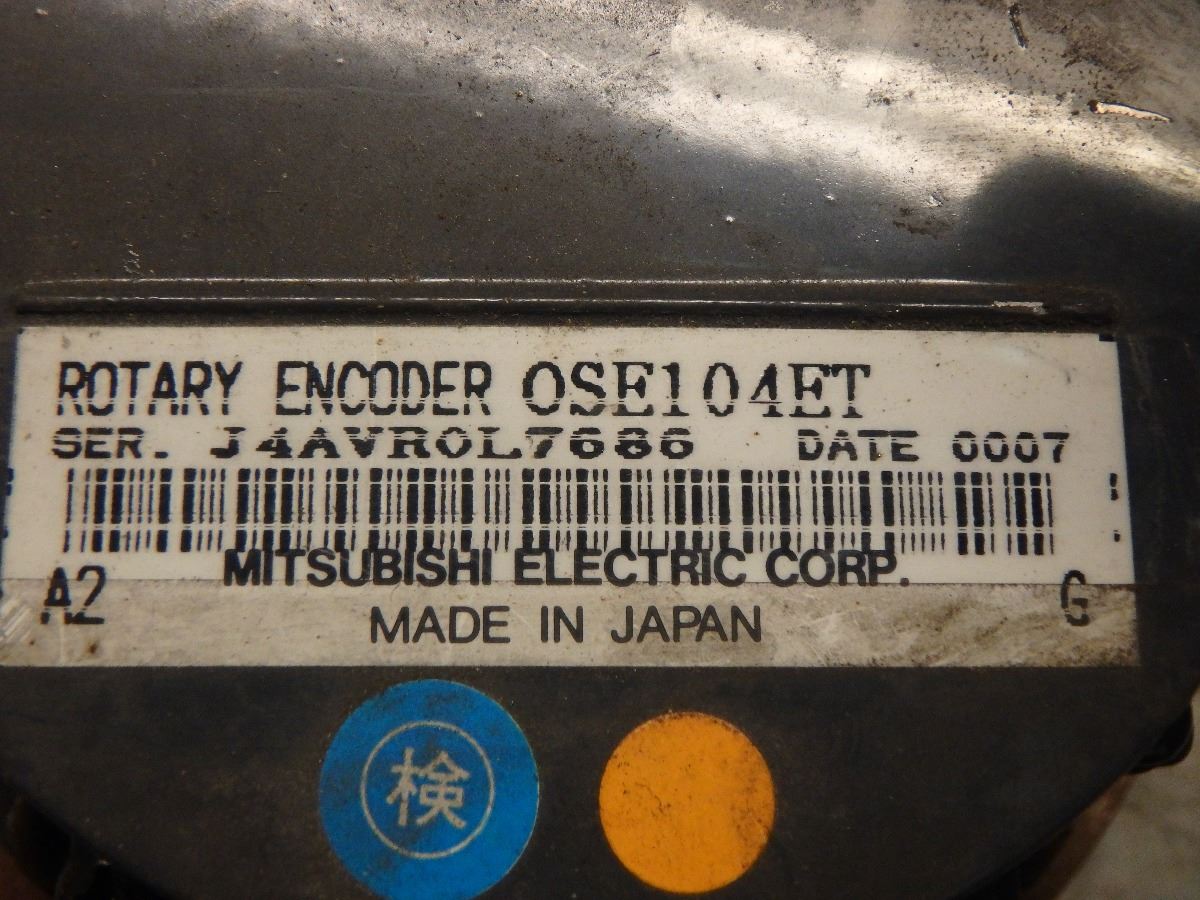 ROTARY ENCODER OSE104ET
SER. J4AVR0L7686 DATE 0007
MITSUBISHI ELECTRIC CORP.
A2 G
MADE IN JAPAN
検